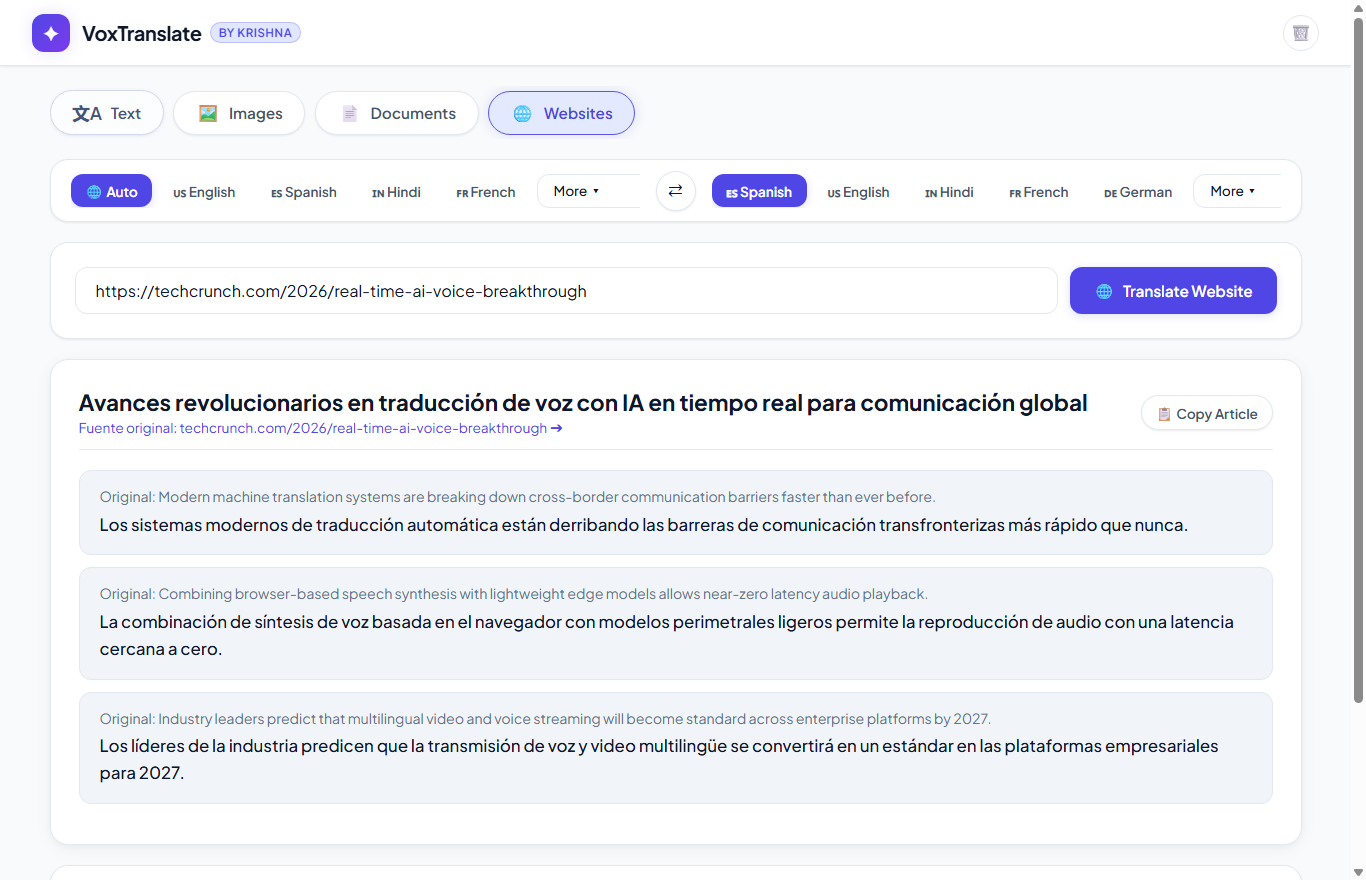 VoxTranslate BY KRISHNA
文A Text Images Documents Websites
Auto US English ES Spanish IN Hindi FR French More ▾ ⇄ ES Spanish US English IN Hindi FR French DE German More ▾
https://techcrunch.com/2026/real-time-ai-voice-breakthrough Translate Website
Avances revolucionarios en traducción de voz con IA en tiempo real para comunicación global
Copy Article
Fuente original: techcrunch.com/2026/real-time-ai-voice-breakthrough ➔
Original: Modern machine translation systems are breaking down cross-border communication barriers faster than ever before.
Los sistemas modernos de traducción automática están derribando las barreras de comunicación transfronterizas más rápido que nunca.
Original: Combining browser-based speech synthesis with lightweight edge models allows near-zero latency audio playback.
La combinación de síntesis de voz basada en el navegador con modelos perimetrales ligeros permite la reproducción de audio con una latencia
cercana a cero.
Original: Industry leaders predict that multilingual video and voice streaming will become standard across enterprise platforms by 2027.
Los líderes de la industria predicen que la transmisión de voz y video multilingüe se convertirá en un estándar en las plataformas empresariales
para 2027.